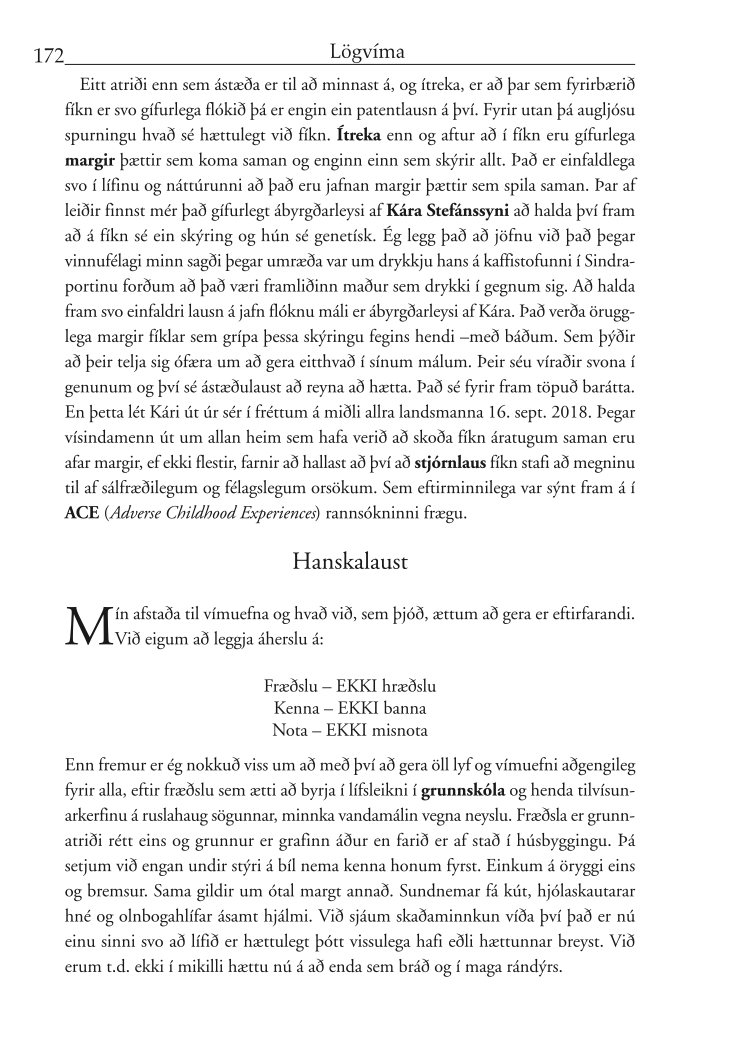 172
Lögvíma
Eitt atriði enn sem ástæða er til að minnast á, og ítreka, er að þar sem fyrirbærið
fíkn er svo gífurlega flókið þá er engin ein patentlausn á því. Fyrir utan þá augljósu
spurningu hvað sé hættulegt við fíkn. Ítreka enn og aftur að í fíkn eru gífurlega
margir þættir sem koma saman og enginn einn sem skýrir allt. Það er einfaldlega
svo í lífinu og náttúrunni að það eru jafnan margir þættir sem spila saman. Þar af
leiðir finnst mér það gífurlegt ábyrgðarleysi af Kára Stefánssyni að halda því fram
að á fíkn sé ein skýring og hún sé genetísk. Ég legg það að jöfnu við það þegar
vinnufélagi minn sagði þegar umræða var um drykkju hans á kaffistofunni í Sindra-
portinu forðum að það væri framliðinn maður sem drykki í gegnum sig. Að halda
fram svo einfaldri lausn á jafn flóknu máli er ábyrgðarleysi af Kára. Það verða örugg-
lega margir fíklar sem grípa þessa skýringu fegins hendi –með báðum. Sem þýðir
að þeir telja sig ófæra um að gera eitthvað í sínum málum. Þeir séu víraðir svona í
genunum og því sé ástæðulaust að reyna að hætta. Það sé fyrir fram töpuð barátta.
En þetta lét Kári út úr sér í fréttum á miðli allra landsmanna 16. sept. 2018. Þegar
vísindamenn út um allan heim sem hafa verið að skoða fíkn áratugum saman eru
afar margir, ef ekki flestir, farnir að hallast að því að stjórnlaus fíkn stafi að megninu
til af sálfræðilegum og félagslegum orsökum. Sem eftirminnilega var sýnt fram á í
ACE (Adverse Childhood Experiences) rannsókninni frægu.
Hanskalaust
Mín afstaða til vímuefna og hvað við, sem þjóð, ættum að gera er eftirfarandi.
Við eigum að leggja áherslu á:
Fræðslu – EKKI hræðslu
Kenna – EKKI banna
Nota – EKKI misnota
Enn fremur er ég nokkuð viss um að með því að gera öll lyf og vímuefni aðgengileg
fyrir alla, eftir fræðslu sem ætti að byrja í lífsleikni í grunnskóla og henda tilvísun-
arkerfinu á ruslahaug sögunnar, minnka vandamálin vegna neyslu. Fræðsla er grunn-
atriði rétt eins og grunnur er grafinn áður en farið er af stað í húsbyggingu. Þá
setjum við engan undir stýri á bíl nema kenna honum fyrst. Einkum á öryggi eins
og bremsur. Sama gildir um ótal margt annað. Sundnemar fá kút, hjólaskautarar
hné og olnbogahlífar ásamt hjálmi. Við sjáum skaðaminnkun víða því það er nú
einu sinni svo að lífið er hættulegt þótt vissulega hafi eðli hættunnar breyst. Við
erum t.d. ekki í mikilli hættu nú á að enda sem bráð og í maga rándýrs.